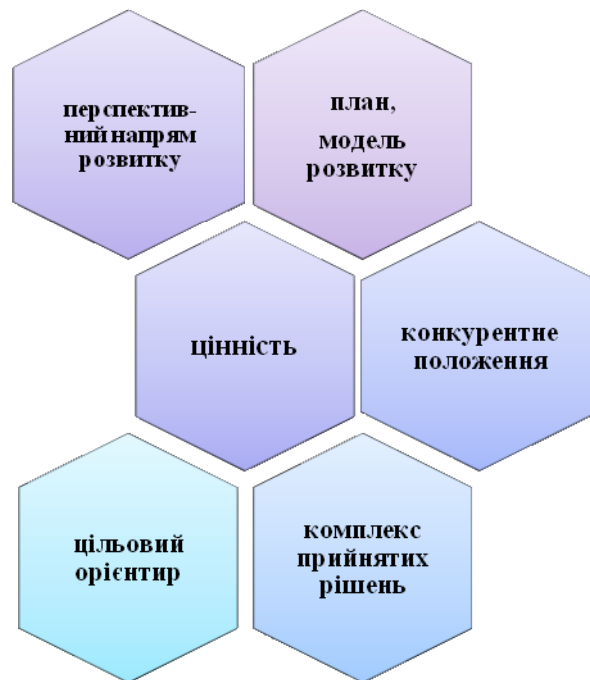 перспектив-
ний напрям
розвитку
план,
модель
розвитку
цінність
конкурентне
положення
цільовий
орієнтир
комплекс
прийнятих
рішень